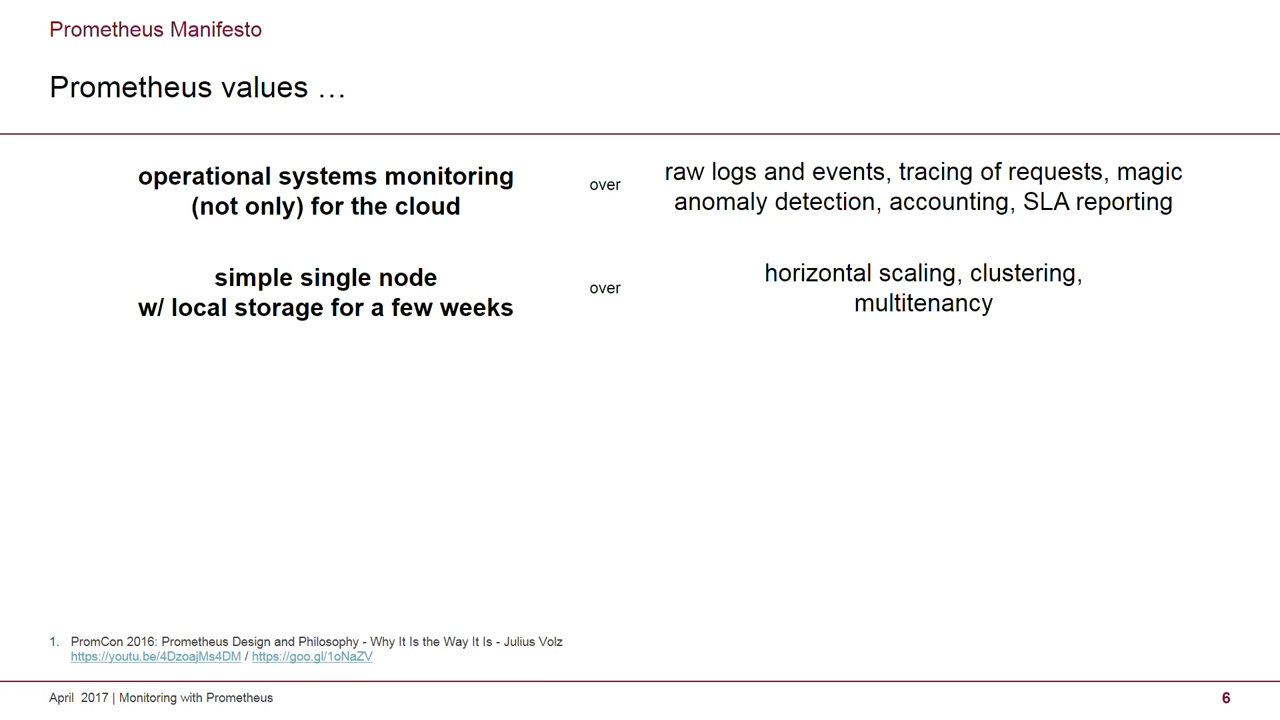 Prometheus Manifesto
Prometheus values …
operational systems monitoring
(not only) for the cloud
over
raw logs and events, tracing of requests, magic
anomaly detection, accounting, SLA reporting
simple single node
w/ local storage for a few weeks
over
horizontal scaling, clustering,
multitenancy
1. PromCon 2016: Prometheus Design and Philosophy - Why It Is the Way It Is - Julius Volz
https://youtu.be/4DzoajMs4DM / https://goo.gl/1oNaZV
April 2017 | Monitoring with Prometheus
6